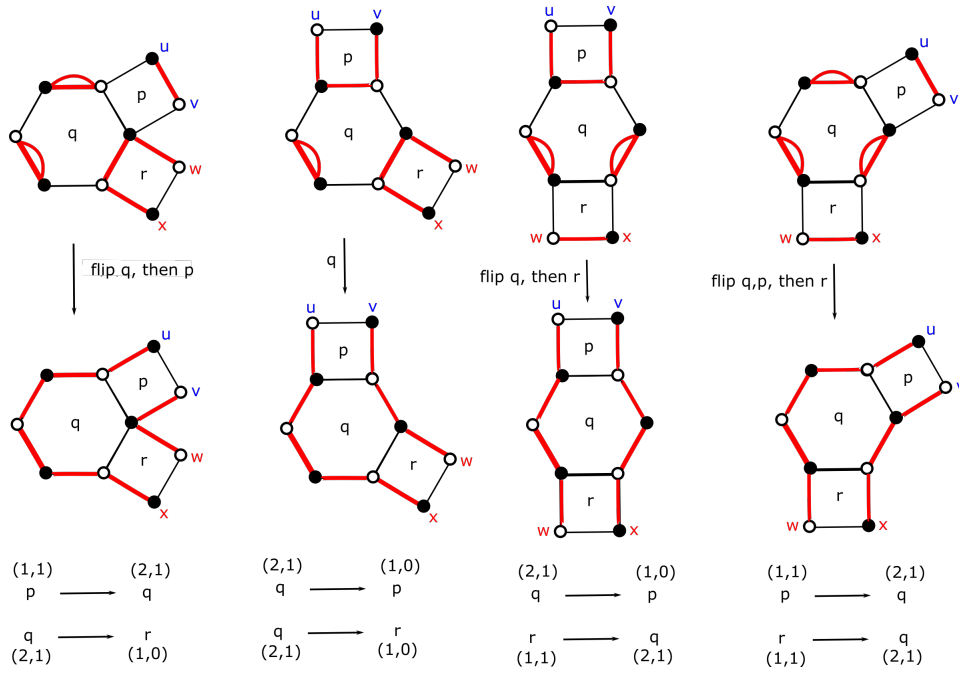 u
v
p
q
r
w
x
u
v
p
q
r
w
x
u
v
p
q
r
w
x
u
v
p
q
r
w
x
flip q, then p
q
flip q, then r
flip q,p, then r
u
v
p
q
r
w
x
u
v
p
q
r
w
x
u
v
p
q
r
w
x
u
v
p
q
r
w
x
(1,1) (2,1)
p q
q r
(2,1) (1,0)
(2,1) (1,0)
q p
q r
(2,1) (1,0)
(2,1) (1,0)
q p
r q
(1,1) (2,1)
(1,1) (2,1)
p q
r q
(1,1) (2,1)